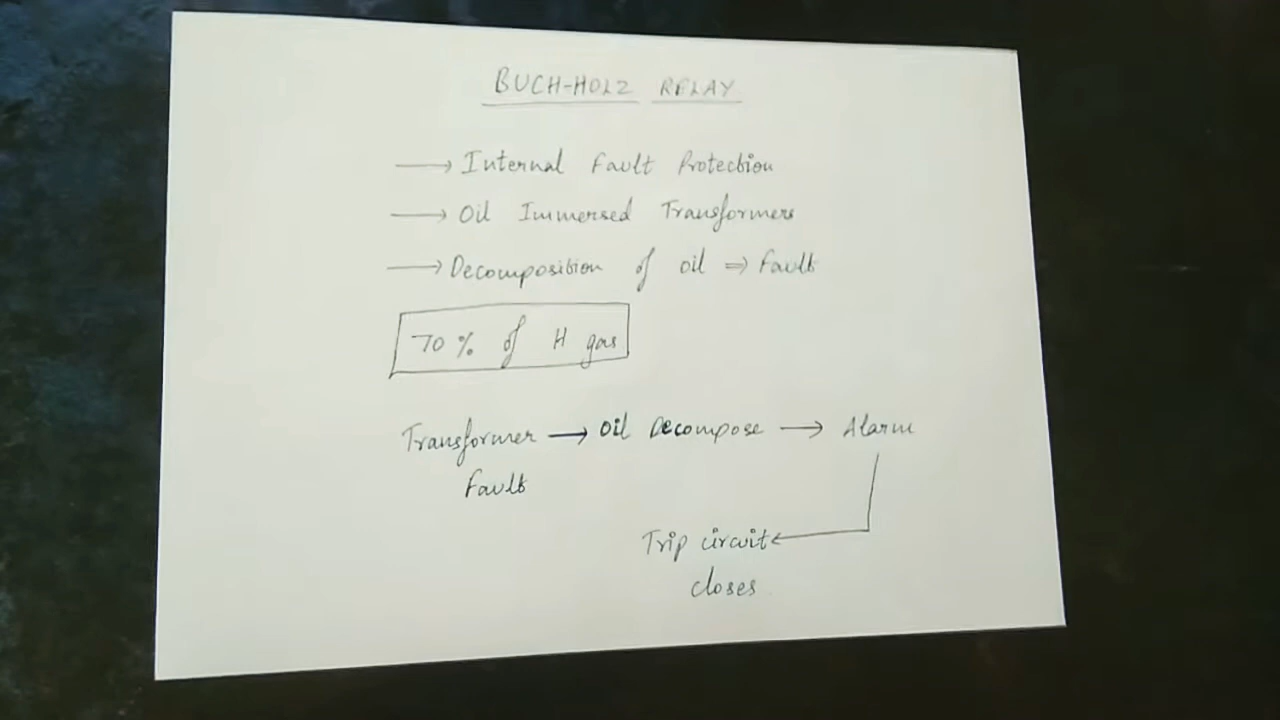 BUCH-HOLZ RELAY
→ Internal Fault Protection
→ Oil Immersed Transformers
→ Decomposition of oil ⇒ Fault
70% of H gas
Transformer → Oil Decompose → Alarm
Fault
Trip circuit
closes